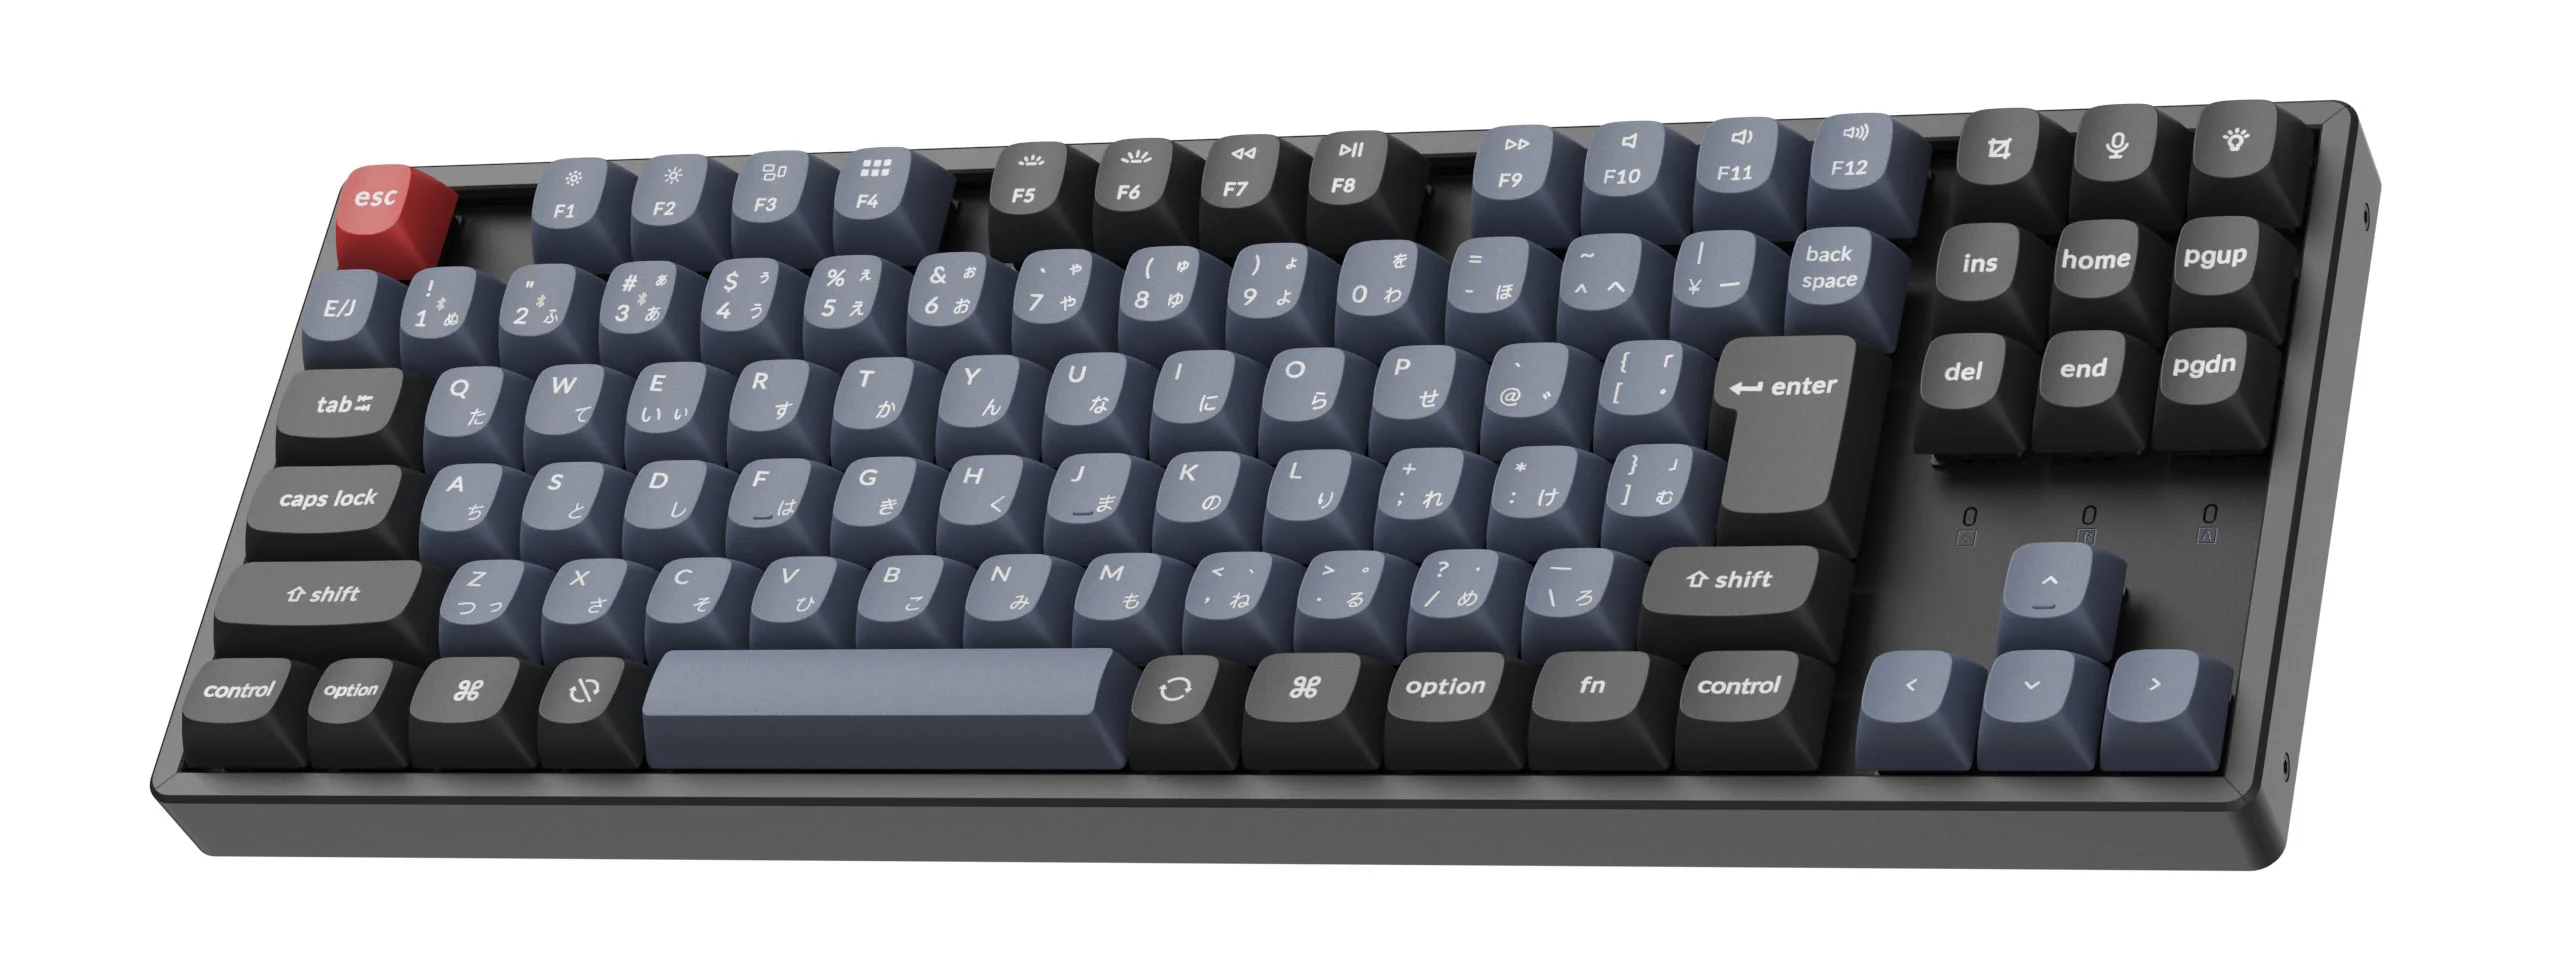 esc F1 F2 F3 F4 F5 F6 F7 F8 F9 F10 F11 F12
! " # ぁ $ ぅ % ぇ & ぉ ' ゃ ( ゅ ) ょ を = ~ | back
E/J 1 ぬ 2 ふ 3 あ 4 う 5 え 6 お 7 や 8 ゆ 9 よ 0 わ - ほ ^ へ ¥ ー space ins home pgup
Q W E R T Y U I O P ` { 「
tab た て い ぃ す か ん な に ら せ @ ゛ [ ゜ enter del end pgdn
A S D F G H J K L + * } 」
caps lock ち と し は き く ま の り ; れ : け ] む
0 0 0
A
Z X C V B N M < 、 > 。 ? ・ _
shift つ っ さ そ ひ こ み も , ね . る / め \ ろ shift ^
control option ⌘ ⌘ option fn control < ⌄ >